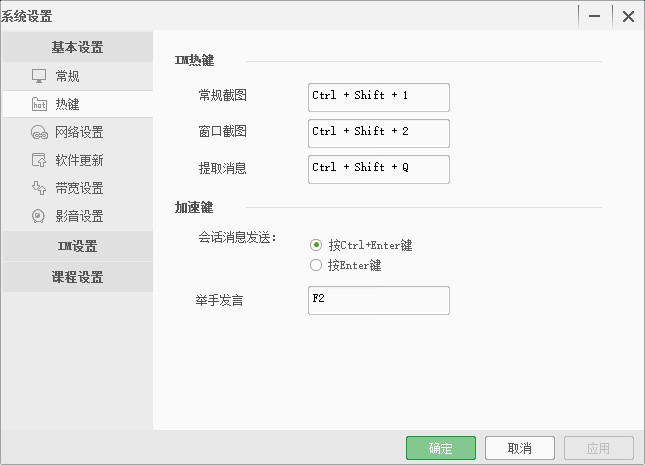 系统设置
基本设置
常规
hot
热键
网络设置
软件更新
带宽设置
影音设置
IM设置
课程设置
IM热键
常规截图 Ctrl + Shift + 1
窗口截图 Ctrl + Shift + 2
提取消息 Ctrl + Shift + Q
加速键
会话消息发送: 按Ctrl+Enter键
按Enter键
举手发言 F2
确定 取消 应用